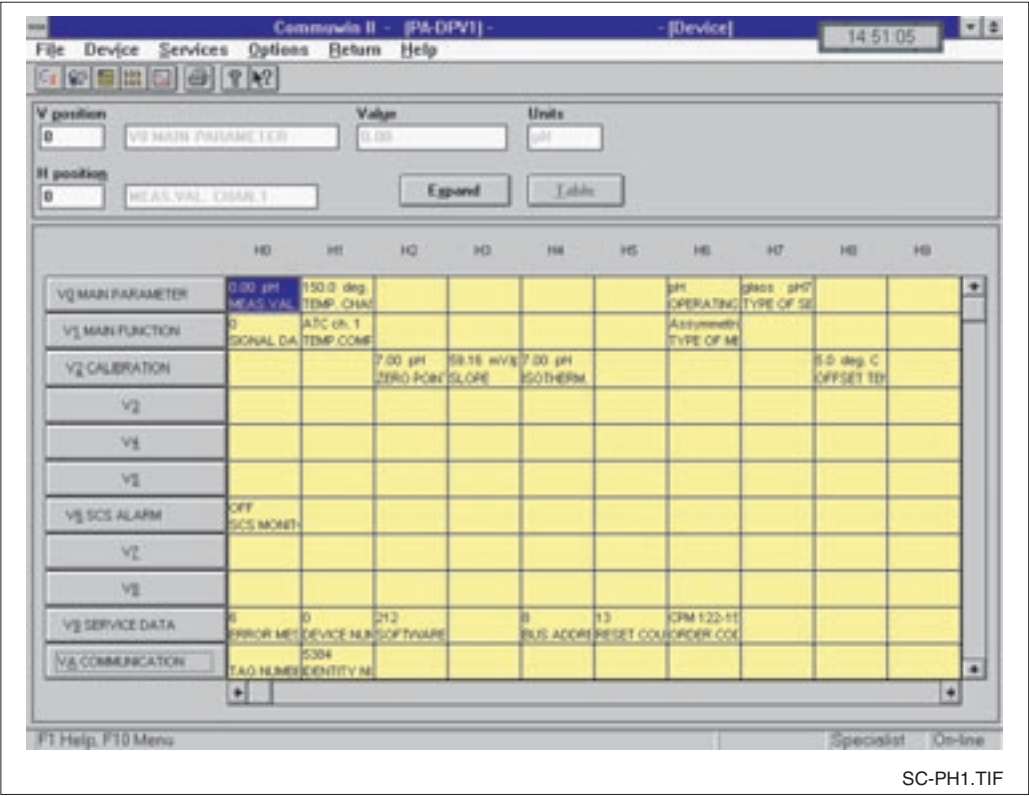 Commuwin II - (PA-DPV1) - - [Device]
14:51:05
File Device Services Options Return Help
V position Value Units
0 V0 MAIN PARAMETER 0.00 pH
H position
0 MEAS.VAL. CHAN.1 Expand Table
H0 H1 H2 H3 H4 H5 H6 H7 H8 H9
V0 MAIN PARAMETER
0.00 pH 150.0 deg. pH glass pH7
MEAS.VAL TEMP. CHA OPERATING TYPE OF SE
V1 MAIN FUNCTION
0 ATC ch. 1 Assymmetri
SIGNAL DA TEMP.COMP TYPE OF ME
V2 CALIBRATION
7.00 pH 59.16 mV/p 7.00 pH 5.0 deg. C
ZERO POIN SLOPE ISOTHERM. OFFSET TEM
V3
V4
V5
V6 SCS ALARM
OFF
SCS MONIT
V7
V8
V9 SERVICE DATA
6 0 212 8 13 CPM 122-11
ERROR MES DEVICE NUM SOFTWARE BUS ADDRE RESET COU ORDER COD
VA COMMUNICATION
5384
TAG NUMBE IDENTITY N
F1 Help, F10 Menu Specialist On-line
SC-PH1.TIF